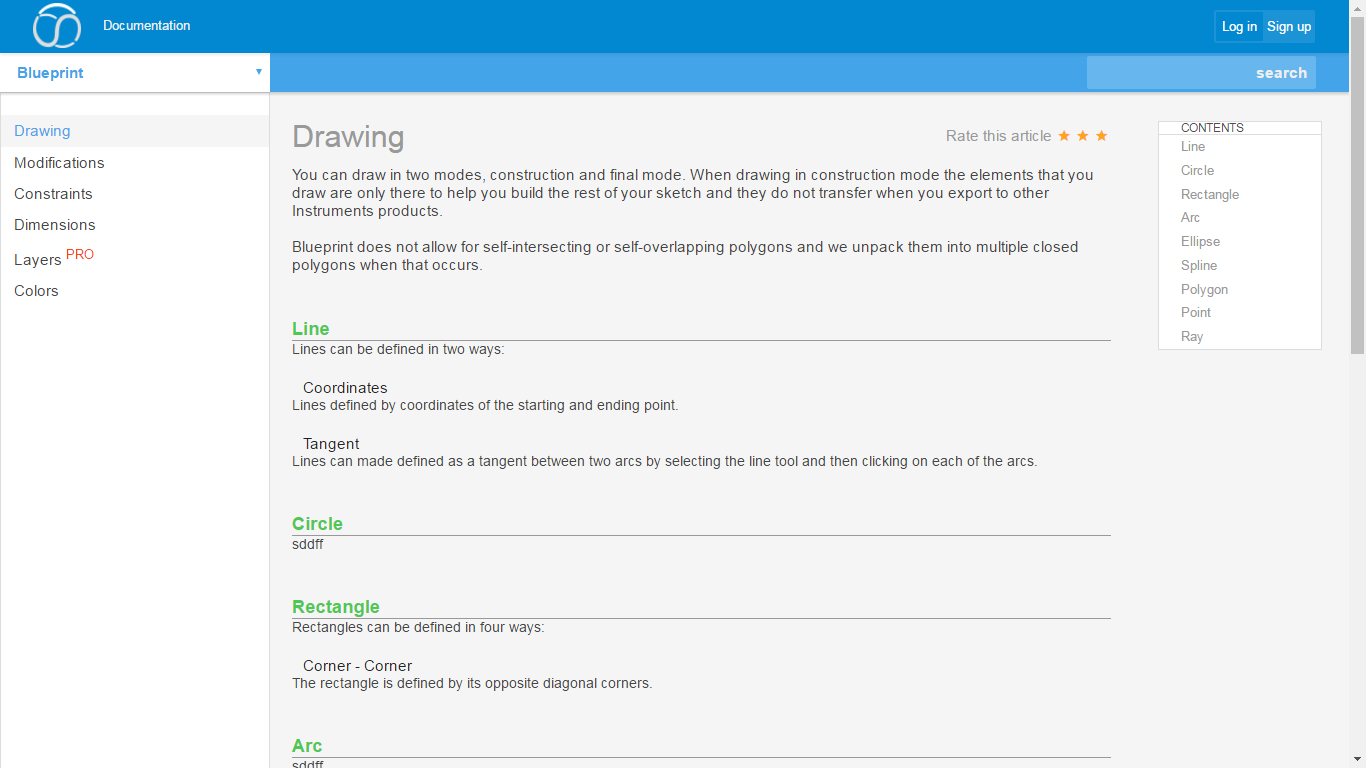 Documentation
Log in
Sign up
Blueprint
search
Drawing
Modifications
Constraints
Dimensions
Layers PRO
Colors
Drawing
Rate this article
You can draw in two modes, construction and final mode. When drawing in construction mode the elements that you
draw are only there to help you build the rest of your sketch and they do not transfer when you export to other
Instruments products.
Blueprint does not allow for self-intersecting or self-overlapping polygons and we unpack them into multiple closed
polygons when that occurs.
Line
Lines can be defined in two ways:
Coordinates
Lines defined by coordinates of the starting and ending point.
Tangent
Lines can made defined as a tangent between two arcs by selecting the line tool and then clicking on each of the arcs.
Circle
sddff
Rectangle
Rectangles can be defined in four ways:
Corner - Corner
The rectangle is defined by its opposite diagonal corners.
Arc
sddff
CONTENTS
Line
Circle
Rectangle
Arc
Ellipse
Spline
Polygon
Point
Ray